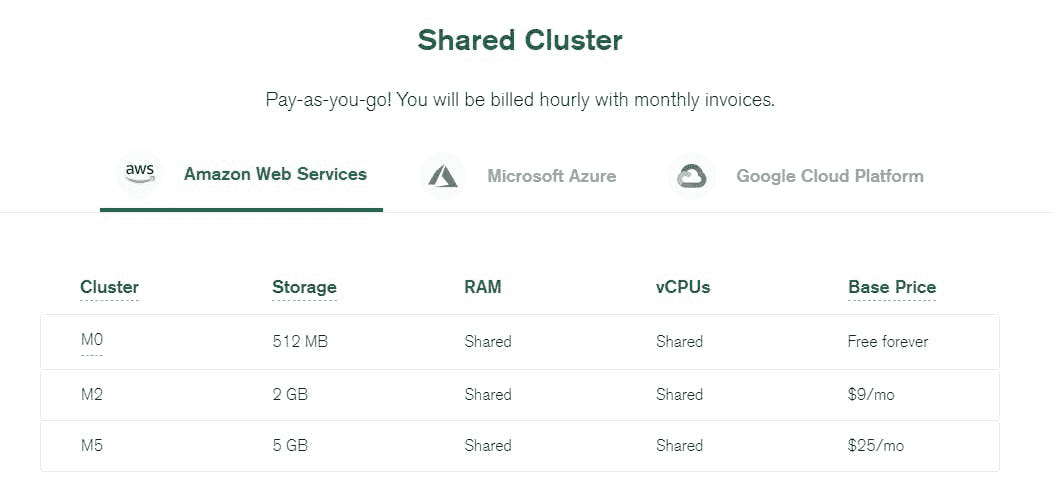 Shared Cluster
Pay-as-you-go! You will be billed hourly with monthly invoices.
aws Amazon Web Services Microsoft Azure Google Cloud Platform
Cluster Storage RAM vCPUs Base Price
M0 512 MB Shared Shared Free forever
M2 2 GB Shared Shared $9/mo
M5 5 GB Shared Shared $25/mo